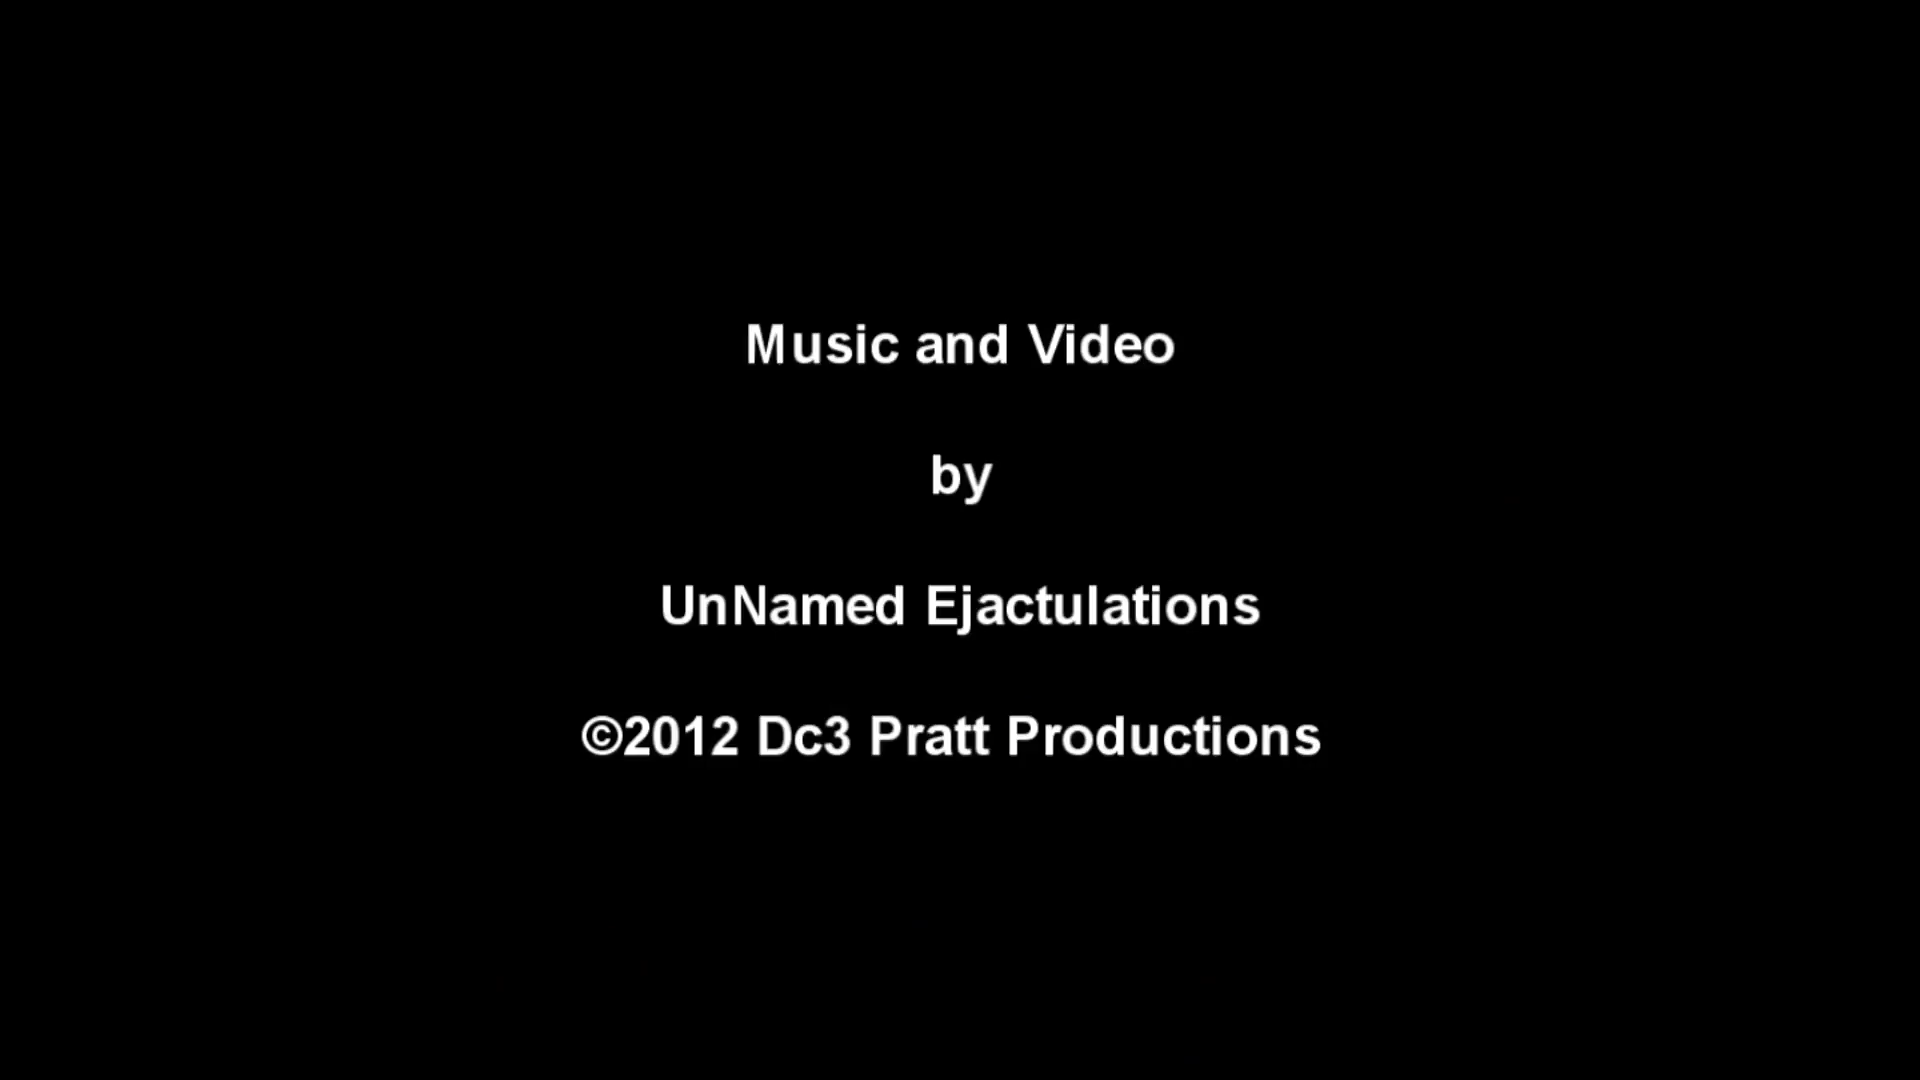 Music and Video
by
UnNamed Ejactulations
©2012 Dc3 Pratt Productions